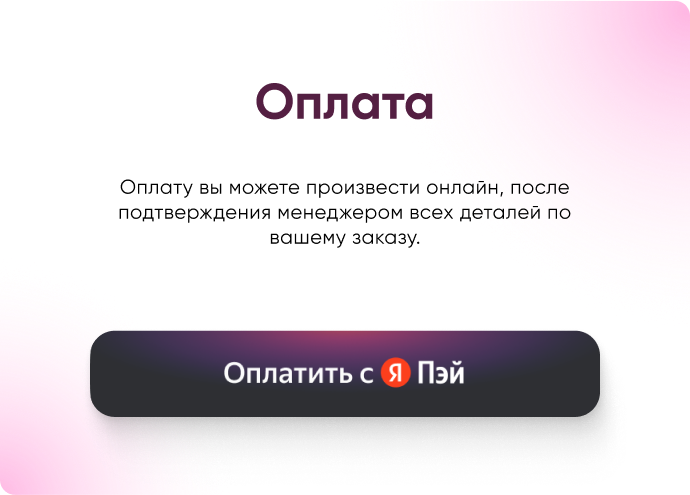 Оплата
Оплату вы можете произвести онлайн, после
подтверждения менеджером всех деталей по
вашему заказу.
Оплатить с Я Пэй